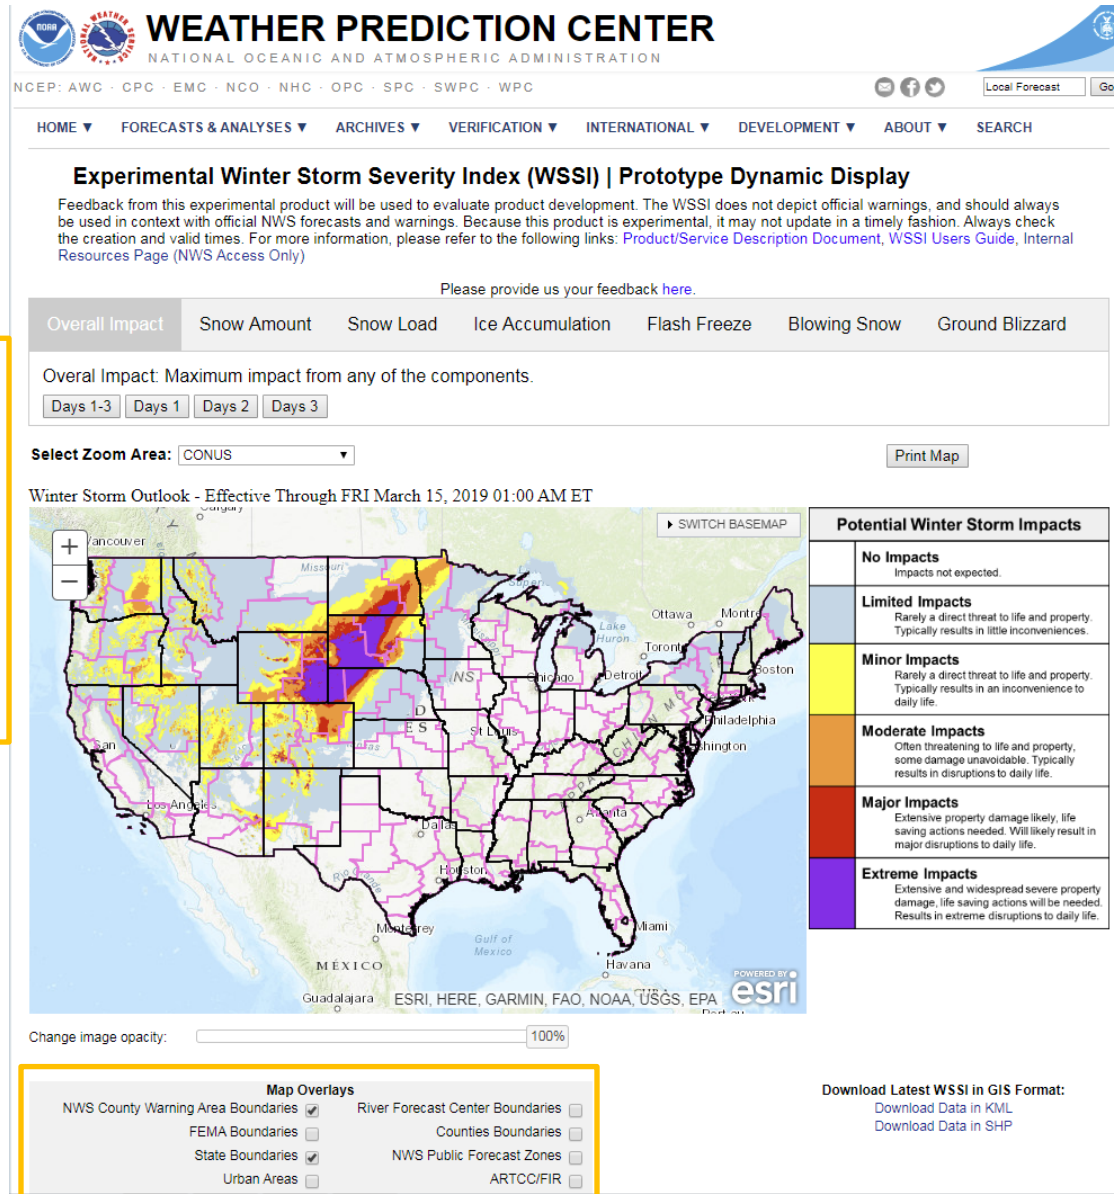 NOAA
WEATHER PREDICTION CENTER
NATIONAL OCEANIC AND ATMOSPHERIC ADMINISTRATION
NCEP: AWC · CPC · EMC · NCO · NHC · OPC · SPC · SWPC · WPC
Local Forecast
Go
HOME ▼ FORECASTS & ANALYSES ▼ ARCHIVES ▼ VERIFICATION ▼ INTERNATIONAL ▼ DEVELOPMENT ▼ ABOUT ▼ SEARCH
Experimental Winter Storm Severity Index (WSSI) | Prototype Dynamic Display
Feedback from this experimental product will be used to evaluate product development. The WSSI does not depict official warnings, and should always
be used in context with official NWS forecasts and warnings. Because this product is experimental, it may not update in a timely fashion. Always check
the creation and valid times. For more information, please refer to the following links: Product/Service Description Document, WSSI Users Guide, Internal
Resources Page (NWS Access Only)
Please provide us your feedback here.
Overall Impact Snow Amount Snow Load Ice Accumulation Flash Freeze Blowing Snow Ground Blizzard
Overal Impact: Maximum impact from any of the components.
Days 1-3 Days 1 Days 2 Days 3
Select Zoom Area: CONUS ▼
Print Map
Winter Storm Outlook - Effective Through FRI March 15, 2019 01:00 AM ET
+
−
SWITCH BASEMAP
Calgary
Vancouver
Missouri
Super
Ottawa
Montre
Lake
Huron
Toronto
Chicago
Detroit
Boston
NS
D
E S
St Louis
Philadelphia
shington
San
Los Angeles
Atlanta
Dallas
Houston
Rio Grande
Monterrey
Gulf of
Mexico
Miami
MÉXICO
Havana
Guadalajara
ESRI, HERE, GARMIN, FAO, NOAA, USGS, EPA
POWERED BY
esri
Potential Winter Storm Impacts
No Impacts
Impacts not expected.
Limited Impacts
Rarely a direct threat to life and property.
Typically results in little inconveniences.
Minor Impacts
Rarely a direct threat to life and property.
Typically results in an inconvenience to
daily life.
Moderate Impacts
Often threatening to life and property,
some damage unavoidable. Typically
results in disruptions to daily life.
Major Impacts
Extensive property damage likely, life
saving actions needed. Will likely result in
major disruptions to daily life.
Extreme Impacts
Extensive and widespread severe property
damage, life saving actions will be needed.
Results in extreme disruptions to daily life.
Change image opacity: 100%
Map Overlays
NWS County Warning Area Boundaries River Forecast Center Boundaries
FEMA Boundaries Counties Boundaries
State Boundaries NWS Public Forecast Zones
Urban Areas ARTCC/FIR
Download Latest WSSI in GIS Format:
Download Data in KML
Download Data in SHP